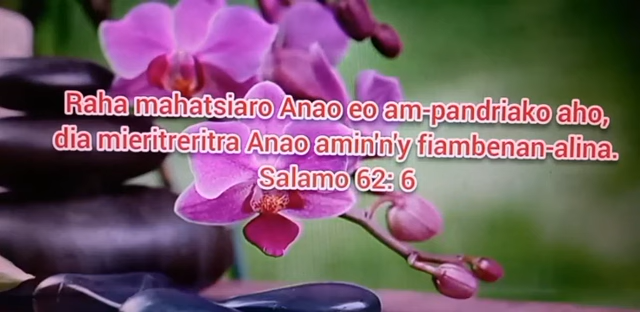 Raha mahatsiaro Anao eo am-pandriako aho,
dia mieritreritra Anao amin'n'y fiambenan-alina.
Salamo 62: 6